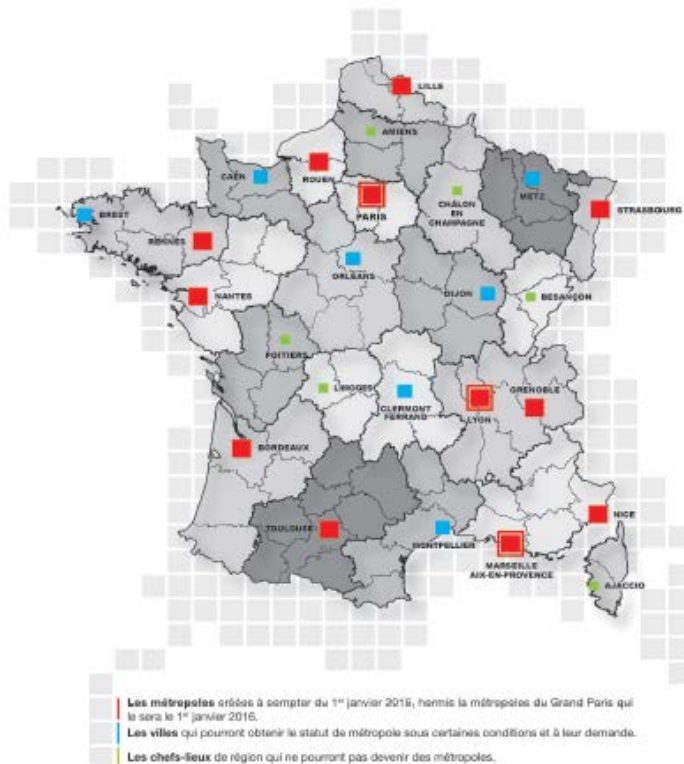 LILLE
AMIENS
CAEN
ROUEN
PARIS
CHÂLON
EN
CHAMPAGNE
METZ
STRASBOURG
BREST
RENNES
ORLÉANS
NANTES
DIJON
BESANÇON
POITIERS
LIMOGES
CLERMONT
FERRAND
LYON
GRENOBLE
BORDEAUX
TOULOUSE
MONTPELLIER
MARSEILLE
AIX-EN-PROVENCE
NICE
AJACCIO
Les métropoles créées à sempter du 1er janvier 2015, hermis la métropoles du Grand Paris qui
le sera le 1er janvier 2016.
Les villes qui pourront obtenir le statut de métropole sous certaines conditions et à leur demande.
Les chefs-lieux de région qui ne pourront pas devenir des métropoles.